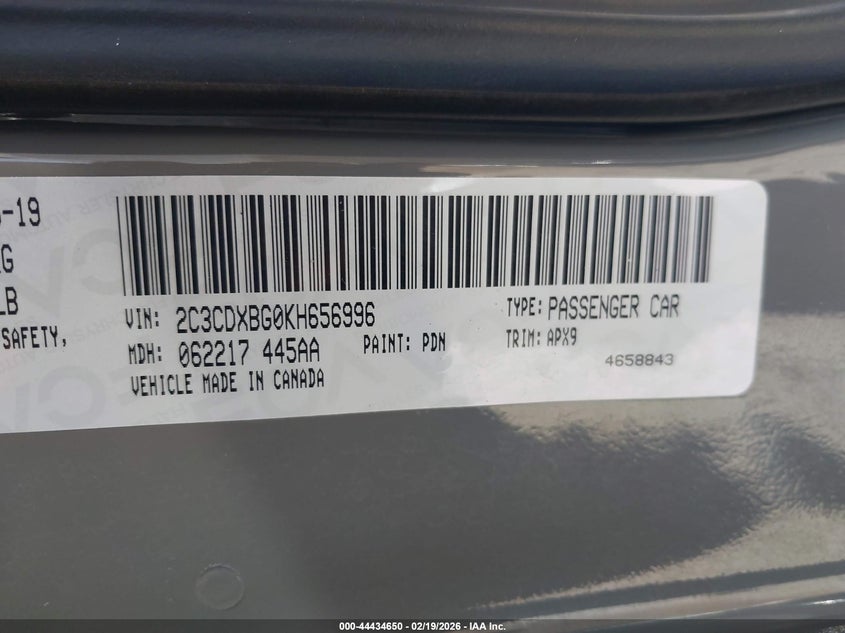 -19
G
LB
SAFETY,
VIN: 2C3CDXBG0KH656996
TYPE: PASSENGER CAR
MDH: 062217 445AA
PAINT: PDN
TRIM: APX9
4658843
VEHICLE MADE IN CANADA
000-44434650 - 02/19/2026 - IAA Inc.